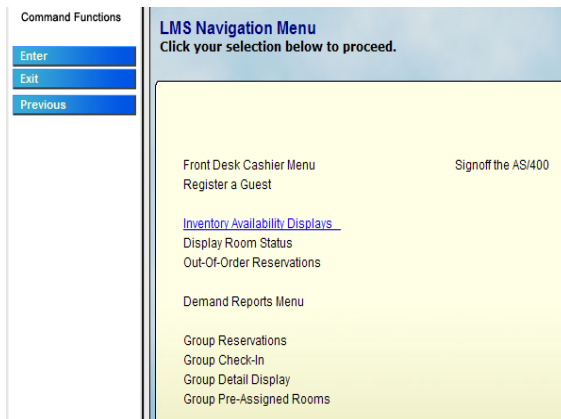 Command Functions
Enter
Exit
Previous
LMS Navigation Menu
Click your selection below to proceed.
Front Desk Cashier Menu Signoff the AS/400
Register a Guest
Inventory Availability Displays
Display Room Status
Out-Of-Order Reservations
Demand Reports Menu
Group Reservations
Group Check-In
Group Detail Display
Group Pre-Assigned Rooms